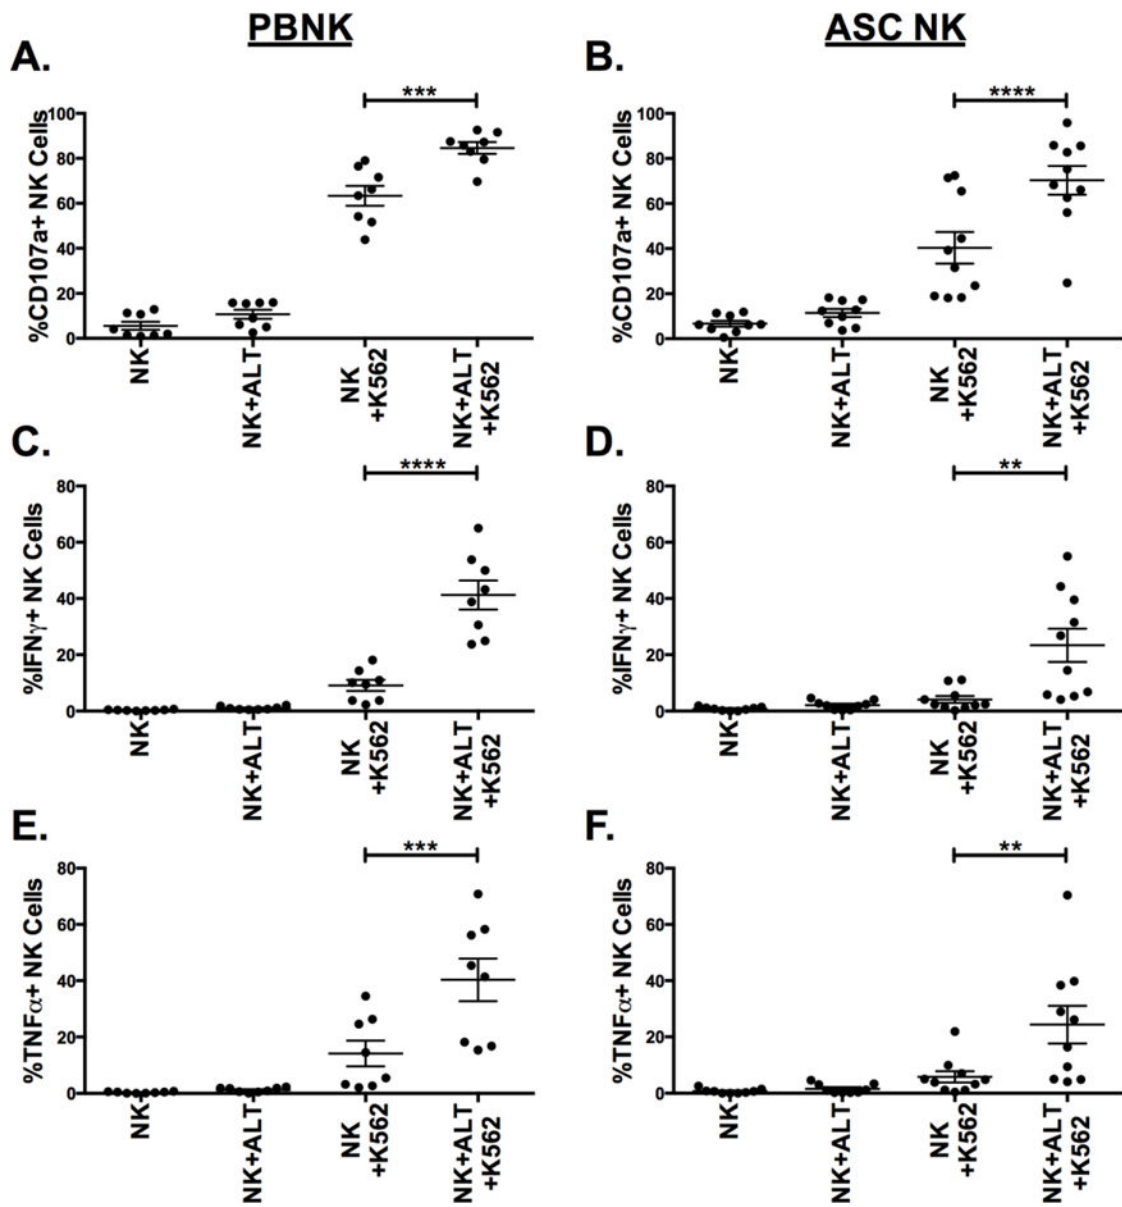 PBNK
ASC NK
A.
***
%CD107a+ NK Cells
100
80
60
40
20
0
NK
NK+ALT
NK
+K562
NK+ALT
+K562
B.
****
%CD107a+ NK Cells
100
80
60
40
20
0
NK
NK+ALT
NK
+K562
NK+ALT
+K562
C.
****
%IFNγ+ NK Cells
80
60
40
20
0
NK
NK+ALT
NK
+K562
NK+ALT
+K562
D.
**
%IFNγ+ NK Cells
80
60
40
20
0
NK
NK+ALT
NK
+K562
NK+ALT
+K562
E.
***
%TNFα+ NK Cells
80
60
40
20
0
NK
NK+ALT
NK
+K562
NK+ALT
+K562
F.
**
%TNFα+ NK Cells
80
60
40
20
0
NK
NK+ALT
NK
+K562
NK+ALT
+K562